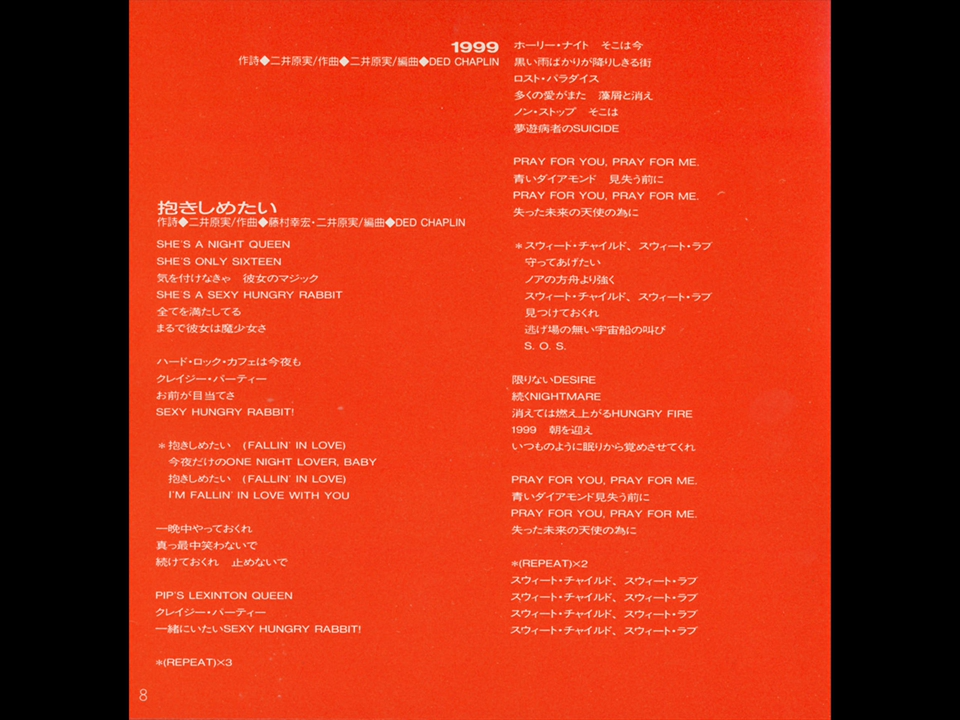 1999
作詩◆二井原実/作曲◆二井原実/編曲◆DED CHAPLIN
抱きしめたい
作詩◆二井原実/作曲◆藤村幸宏・二井原実/編曲◆DED CHAPLIN
SHE'S A NIGHT QUEEN
SHE'S ONLY SIXTEEN
気を付けなきゃ 彼女のマジック
SHE'S A SEXY HUNGRY RABBIT
全てを満たしてる
まるで彼女は魔少女さ
ハード・ロック・カフェは今夜も
クレイジー・パーティー
お前が目当てさ
SEXY HUNGRY RABBIT!
*抱きしめたい (FALLIN' IN LOVE)
今夜だけのONE NIGHT LOVER, BABY
抱きしめたい (FALLIN' IN LOVE)
I'M FALLIN' IN LOVE WITH YOU
一晩中やっておくれ
真っ最中笑わないで
続けておくれ 止めないで
PIP'S LEXINTON QUEEN
クレイジー・パーティー
一緒にいたいSEXY HUNGRY RABBIT!
*(REPEAT)×3
8
ホーリー・ナイト そこは今
黒い雨ばかりが降りしきる街
ロスト・パラダイス
多くの愛がまた 藻屑と消え
ノン・ストップ そこは
夢遊病者のSUICIDE
PRAY FOR YOU, PRAY FOR ME.
青いダイアモンド 見失う前に
PRAY FOR YOU, PRAY FOR ME.
失った未来の天使の為に
*スウィート・チャイルド、スウィート・ラブ
守ってあげたい
ノアの方舟より強く
スウィート・チャイルド、スウィート・ラブ
見つけておくれ
逃げ場の無い宇宙船の叫び
S. O. S.
限りないDESIRE
続くNIGHTMARE
消えては燃え上がるHUNGRY FIRE
1999 朝を迎え
いつものように眠りから覚めさせてくれ
PRAY FOR YOU, PRAY FOR ME.
青いダイアモンド見失う前に
PRAY FOR YOU, PRAY FOR ME.
失った未来の天使の為に
*(REPEAT)×2
スウィート・チャイルド、スウィート・ラブ
スウィート・チャイルド、スウィート・ラブ
スウィート・チャイルド、スウィート・ラブ
スウィート・チャイルド、スウィート・ラブ